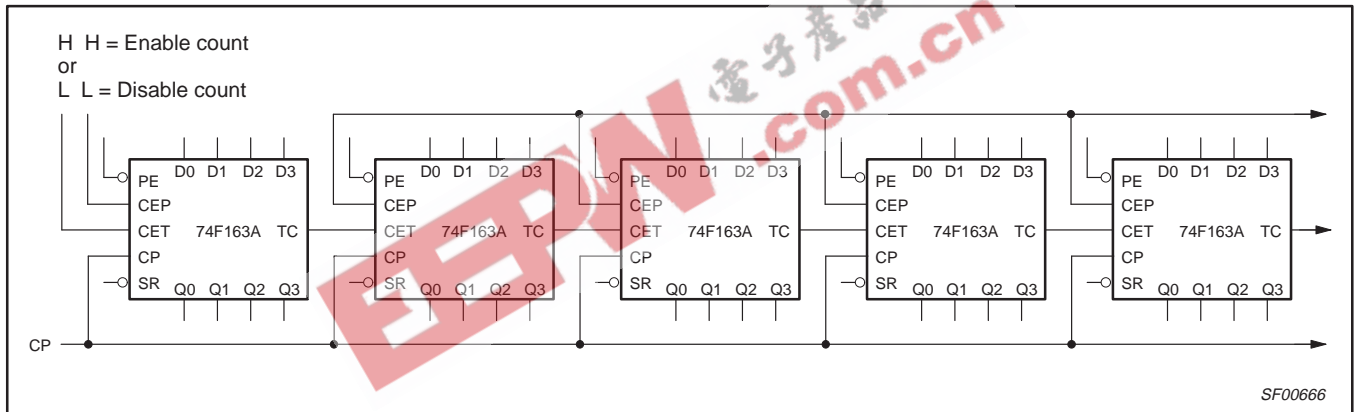 H H = Enable count
or
L L = Disable count
電子產品
.com.cn
EEPW
D0 D1 D2 D3
PE
CEP
CET 74F163A TC
CP
SR
Q0 Q1 Q2 Q3
D0 D1 D2 D3
PE
CEP
CET 74F163A TC
CP
SR
Q0 Q1 Q2 Q3
D0 D1 D2 D3
PE
CEP
CET 74F163A TC
CP
SR
Q0 Q1 Q2 Q3
D0 D1 D2 D3
PE
CEP
CET 74F163A TC
CP
SR
Q0 Q1 Q2 Q3
D0 D1 D2 D3
PE
CEP
CET 74F163A TC
CP
SR
Q0 Q1 Q2 Q3
CP
SF00666